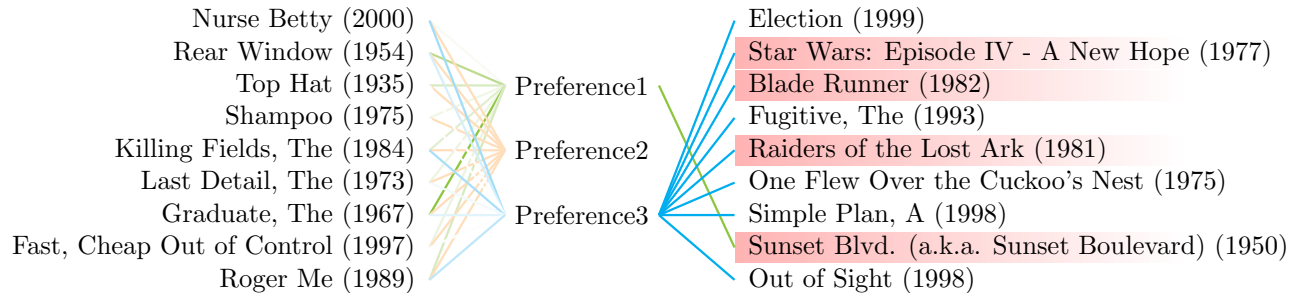 Nurse Betty (2000)
Rear Window (1954)
Top Hat (1935)
Shampoo (1975)
Killing Fields, The (1984)
Last Detail, The (1973)
Graduate, The (1967)
Fast, Cheap Out of Control (1997)
Roger Me (1989)
Preference1
Preference2
Preference3
Election (1999)
Star Wars: Episode IV - A New Hope (1977)
Blade Runner (1982)
Fugitive, The (1993)
Raiders of the Lost Ark (1981)
One Flew Over the Cuckoo's Nest (1975)
Simple Plan, A (1998)
Sunset Blvd. (a.k.a. Sunset Boulevard) (1950)
Out of Sight (1998)